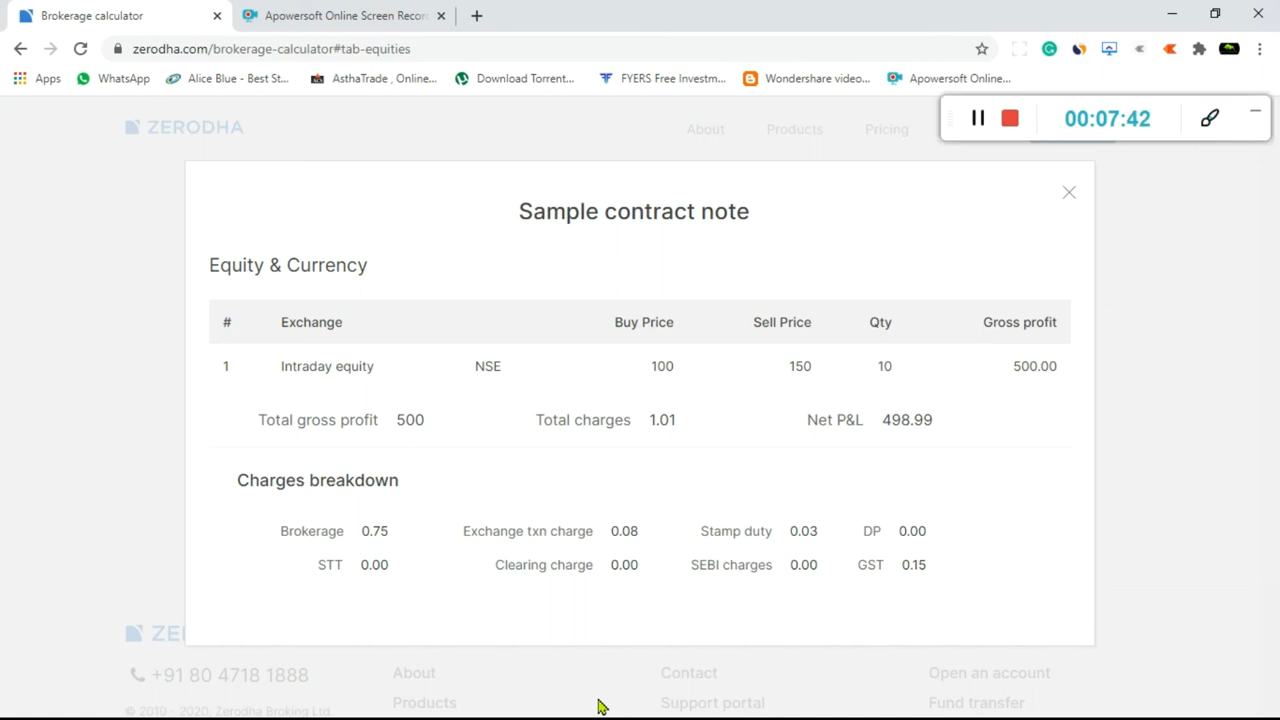 Brokerage calculator
Apowersoft Online Screen Recor
zerodha.com/brokerage-calculator#tab-equities
Apps WhatsApp Alice Blue - Best St... AsthaTrade , Online... Download Torrent... FYERS Free Investm... Wondershare video... Apowersoft Online...
ZERODHA About Products Pricing
00:07:42
Sample contract note
Equity & Currency
# Exchange Buy Price Sell Price Qty Gross profit
1 Intraday equity NSE 100 150 10 500.00
Total gross profit 500 Total charges 1.01 Net P&L 498.99
Charges breakdown
Brokerage 0.75 Exchange txn charge 0.08 Stamp duty 0.03 DP 0.00
STT 0.00 Clearing charge 0.00 SEBI charges 0.00 GST 0.15
ZE
+91 80 4718 1888 About Contact Open an account
© 2010 - 2020, Zerodha Broking Ltd. Products Support portal Fund transfer